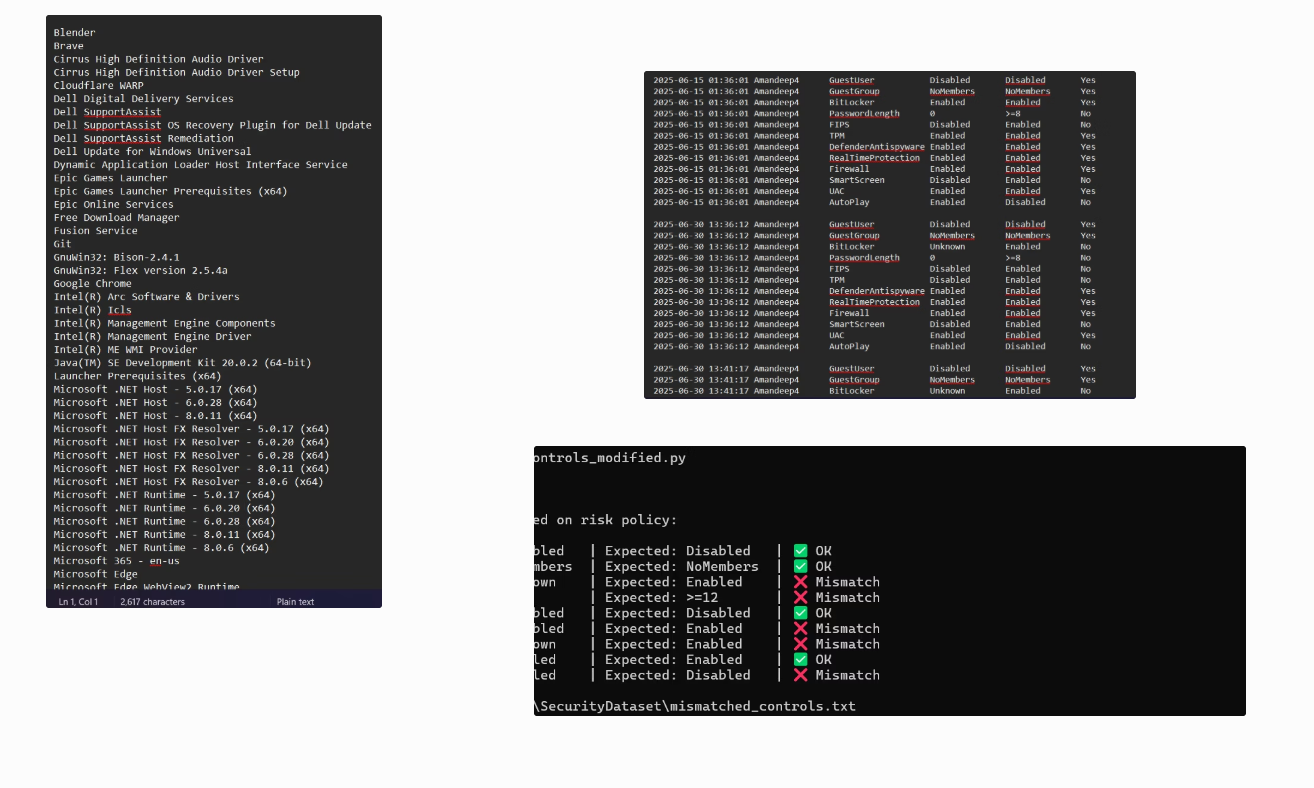 Blender
Brave
Cirrus High Definition Audio Driver
Cirrus High Definition Audio Driver Setup
Cloudflare WARP
Dell Digital Delivery Services
Dell SupportAssist
Dell SupportAssist OS Recovery Plugin for Dell Update
Dell SupportAssist Remediation
Dell Update for Windows Universal
Dynamic Application Loader Host Interface Service
Epic Games Launcher
Epic Games Launcher Prerequisites (x64)
Epic Online Services
Free Download Manager
Fusion Service
Git
GnuWin32: Bison-2.4.1
GnuWin32: Flex version 2.5.4a
Google Chrome
Intel(R) Arc Software & Drivers
Intel(R) Icls
Intel(R) Management Engine Components
Intel(R) Management Engine Driver
Intel(R) ME WMI Provider
Java(TM) SE Development Kit 20.0.2 (64-bit)
Launcher Prerequisites (x64)
Microsoft .NET Host - 5.0.17 (x64)
Microsoft .NET Host - 6.0.28 (x64)
Microsoft .NET Host - 8.0.11 (x64)
Microsoft .NET Host FX Resolver - 5.0.17 (x64)
Microsoft .NET Host FX Resolver - 6.0.20 (x64)
Microsoft .NET Host FX Resolver - 6.0.28 (x64)
Microsoft .NET Host FX Resolver - 8.0.11 (x64)
Microsoft .NET Host FX Resolver - 8.0.6 (x64)
Microsoft .NET Runtime - 5.0.17 (x64)
Microsoft .NET Runtime - 6.0.20 (x64)
Microsoft .NET Runtime - 6.0.28 (x64)
Microsoft .NET Runtime - 8.0.11 (x64)
Microsoft .NET Runtime - 8.0.6 (x64)
Microsoft 365 - en-us
Microsoft Edge
Microsoft Edge WebView2 Runtime
Ln 1, Col 1 2,617 characters Plain text
2025-06-15 01:36:01 Amandeep4 GuestUser Disabled Disabled Yes
2025-06-15 01:36:01 Amandeep4 GuestGroup NoMembers NoMembers Yes
2025-06-15 01:36:01 Amandeep4 BitLocker Enabled Enabled Yes
2025-06-15 01:36:01 Amandeep4 PasswordLength 0 >=8 No
2025-06-15 01:36:01 Amandeep4 FIPS Disabled Enabled No
2025-06-15 01:36:01 Amandeep4 TPM Enabled Enabled Yes
2025-06-15 01:36:01 Amandeep4 DefenderAntispyware Enabled Enabled Yes
2025-06-15 01:36:01 Amandeep4 RealTimeProtection Enabled Enabled Yes
2025-06-15 01:36:01 Amandeep4 Firewall Enabled Enabled Yes
2025-06-15 01:36:01 Amandeep4 SmartScreen Disabled Enabled No
2025-06-15 01:36:01 Amandeep4 UAC Enabled Enabled Yes
2025-06-15 01:36:01 Amandeep4 AutoPlay Enabled Disabled No
2025-06-30 13:36:12 Amandeep4 GuestUser Disabled Disabled Yes
2025-06-30 13:36:12 Amandeep4 GuestGroup NoMembers NoMembers Yes
2025-06-30 13:36:12 Amandeep4 BitLocker Unknown Enabled No
2025-06-30 13:36:12 Amandeep4 PasswordLength 0 >=8 No
2025-06-30 13:36:12 Amandeep4 FIPS Disabled Enabled No
2025-06-30 13:36:12 Amandeep4 TPM Disabled Enabled No
2025-06-30 13:36:12 Amandeep4 DefenderAntispyware Enabled Enabled Yes
2025-06-30 13:36:12 Amandeep4 RealTimeProtection Enabled Enabled Yes
2025-06-30 13:36:12 Amandeep4 Firewall Enabled Enabled Yes
2025-06-30 13:36:12 Amandeep4 SmartScreen Disabled Enabled No
2025-06-30 13:36:12 Amandeep4 UAC Enabled Enabled Yes
2025-06-30 13:36:12 Amandeep4 AutoPlay Enabled Disabled No
2025-06-30 13:41:17 Amandeep4 GuestUser Disabled Disabled Yes
2025-06-30 13:41:17 Amandeep4 GuestGroup NoMembers NoMembers Yes
2025-06-30 13:41:17 Amandeep4 BitLocker Unknown Enabled No
ontrols_modified.py
ed on risk policy:
bled | Expected: Disabled | ✅ OK
mbers | Expected: NoMembers | ✅ OK
own | Expected: Enabled | ❌ Mismatch
| Expected: >=12 | ❌ Mismatch
bled | Expected: Disabled | ✅ OK
bled | Expected: Enabled | ❌ Mismatch
own | Expected: Enabled | ❌ Mismatch
led | Expected: Enabled | ✅ OK
led | Expected: Disabled | ❌ Mismatch
\SecurityDataset\mismatched_controls.txt